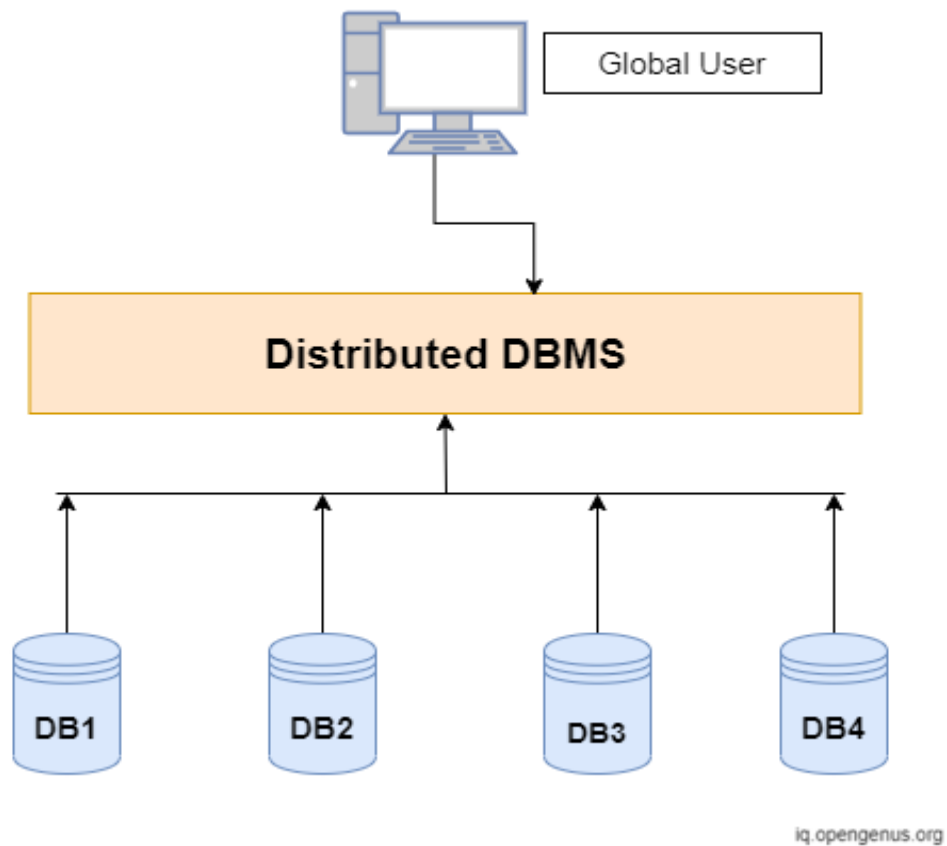 Global User
Distributed DBMS
DB1
DB2
DB3
DB4
iq.opengenus.org